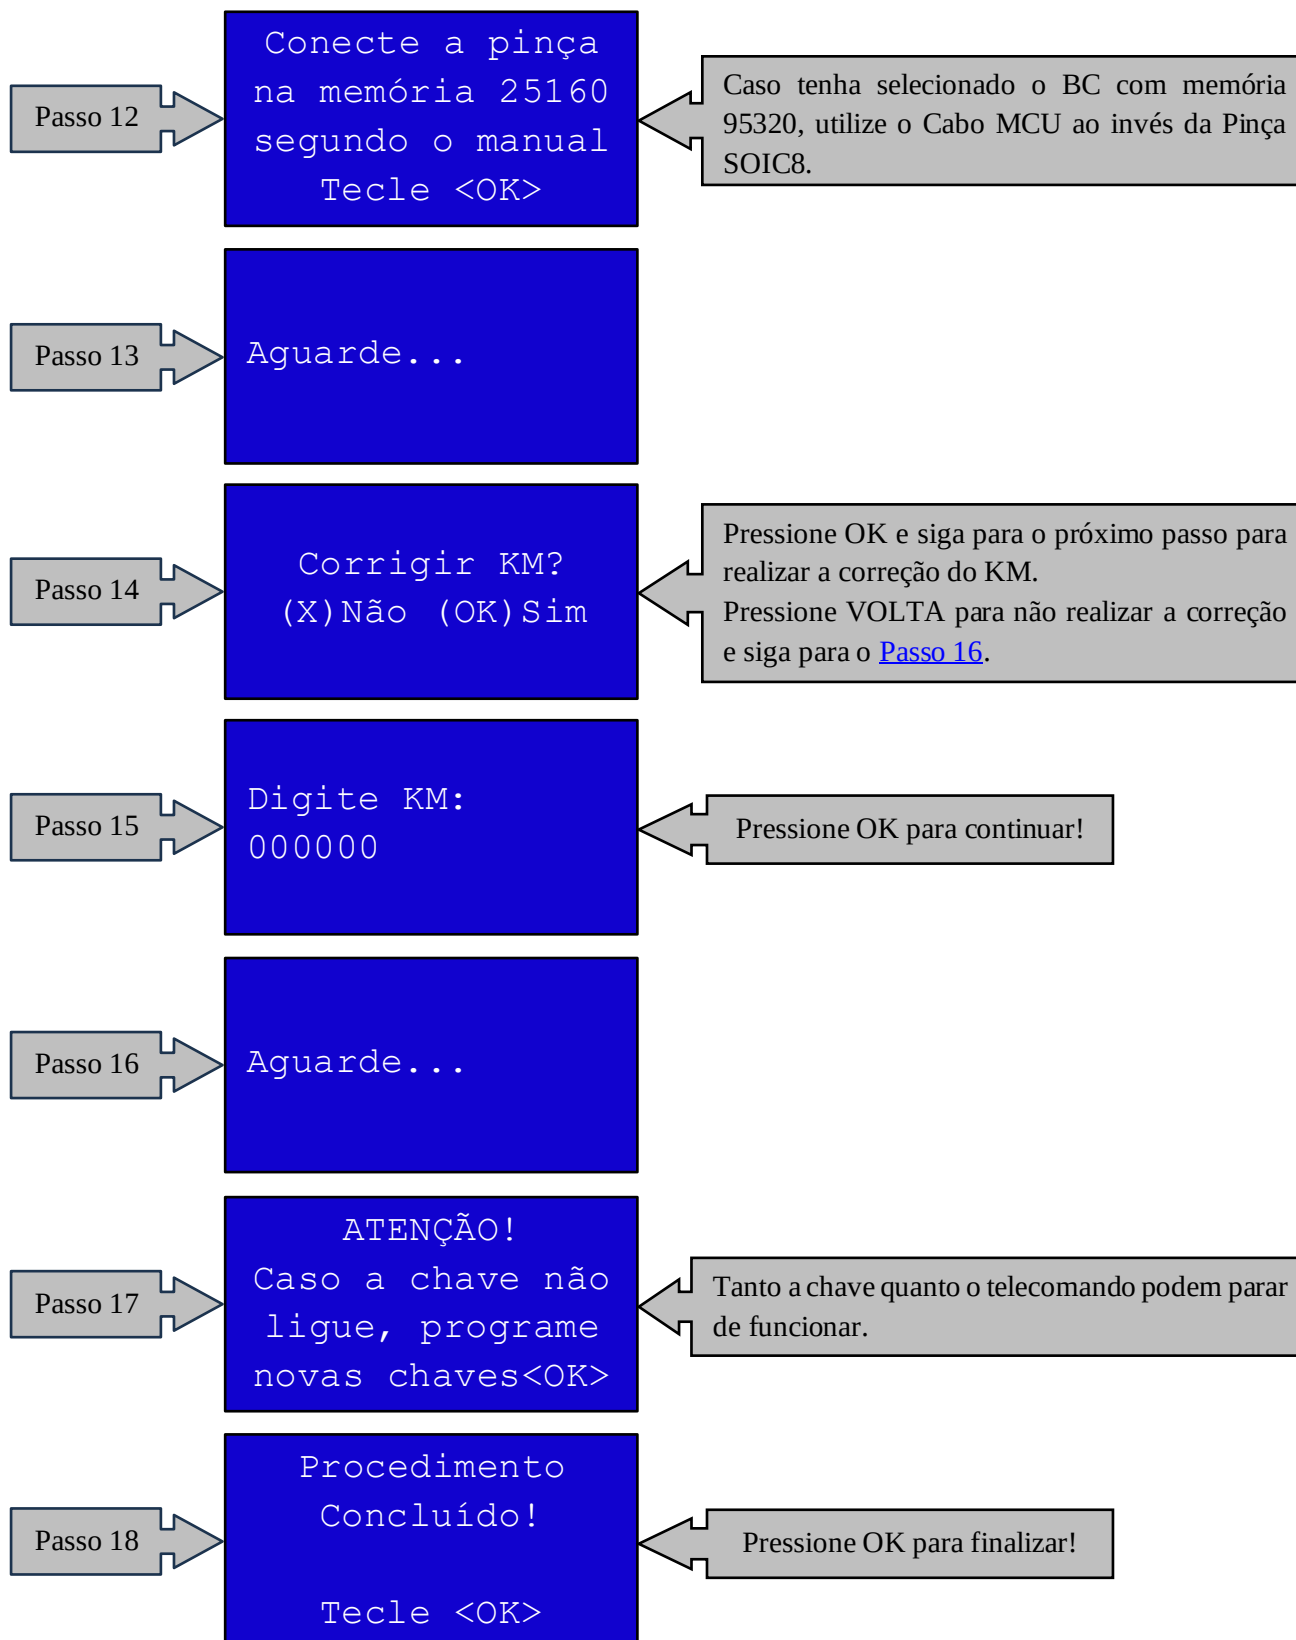 Passo 12
Conecte a pinça
na memória 25160
segundo o manual
Tecle <OK>
Caso tenha selecionado o BC com memória
95320, utilize o Cabo MCU ao invés da Pinça
SOIC8.
Passo 13
Aguarde...
Passo 14
Corrigir KM?
(X)Não (OK)Sim
Pressione OK e siga para o próximo passo para
realizar a correção do KM.
Pressione VOLTA para não realizar a correção
e siga para o Passo 16.
Passo 15
Digite KM:
000000
Pressione OK para continuar!
Passo 16
Aguarde...
Passo 17
ATENÇÃO!
Caso a chave não
ligue, programe
novas chaves<OK>
Tanto a chave quanto o telecomando podem parar
de funcionar.
Passo 18
Procedimento
Concluído!
Tecle <OK>
Pressione OK para finalizar!